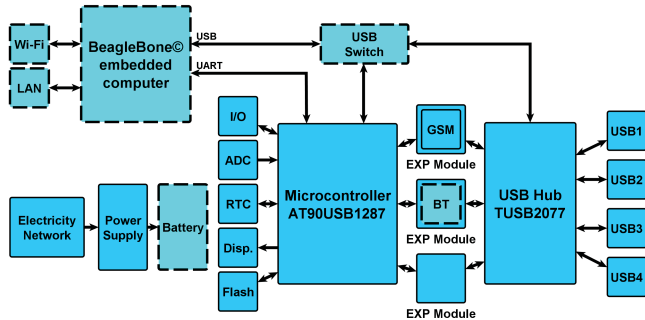 Wi-Fi
LAN
BeagleBone©
embedded
computer
USB
UART
USB
Switch
I/O
ADC
RTC
Disp.
Flash
Microcontroller
AT90USB1287
GSM
EXP Module
BT
EXP Module
EXP Module
USB Hub
TUSB2077
USB1
USB2
USB3
USB4
Electricity
Network
Power
Supply
Battery